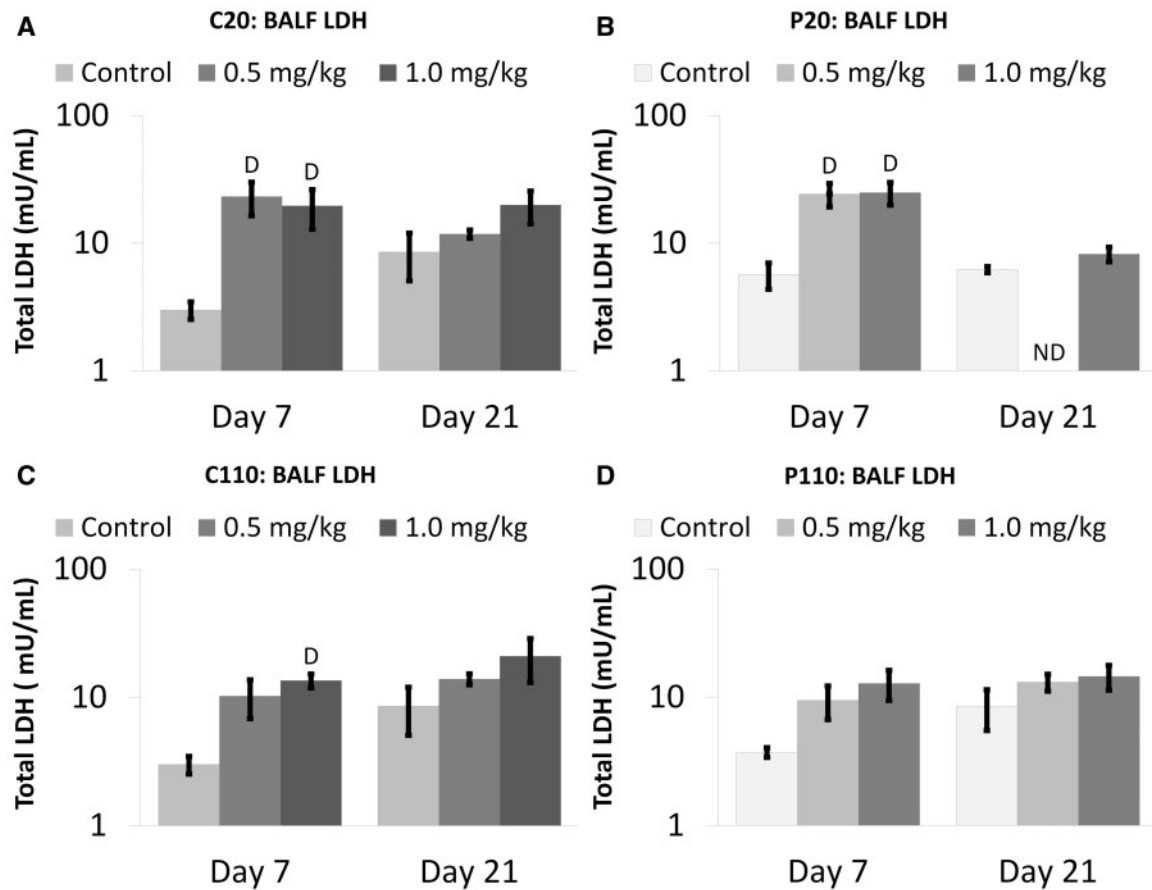 A
C20: BALF LDH
Control 0.5 mg/kg 1.0 mg/kg
Total LDH (mU/mL)
100
10
1
D
D
Day 7 Day 21
B
P20: BALF LDH
Control 0.5 mg/kg 1.0 mg/kg
Total LDH (mU/mL)
100
10
1
D
D
ND
Day 7 Day 21
C
C110: BALF LDH
Control 0.5 mg/kg 1.0 mg/kg
Total LDH ( mU/mL)
100
10
1
D
Day 7 Day 21
D
P110: BALF LDH
Control 0.5 mg/kg 1.0 mg/kg
Total LDH (mU/mL)
100
10
1
Day 7 Day 21